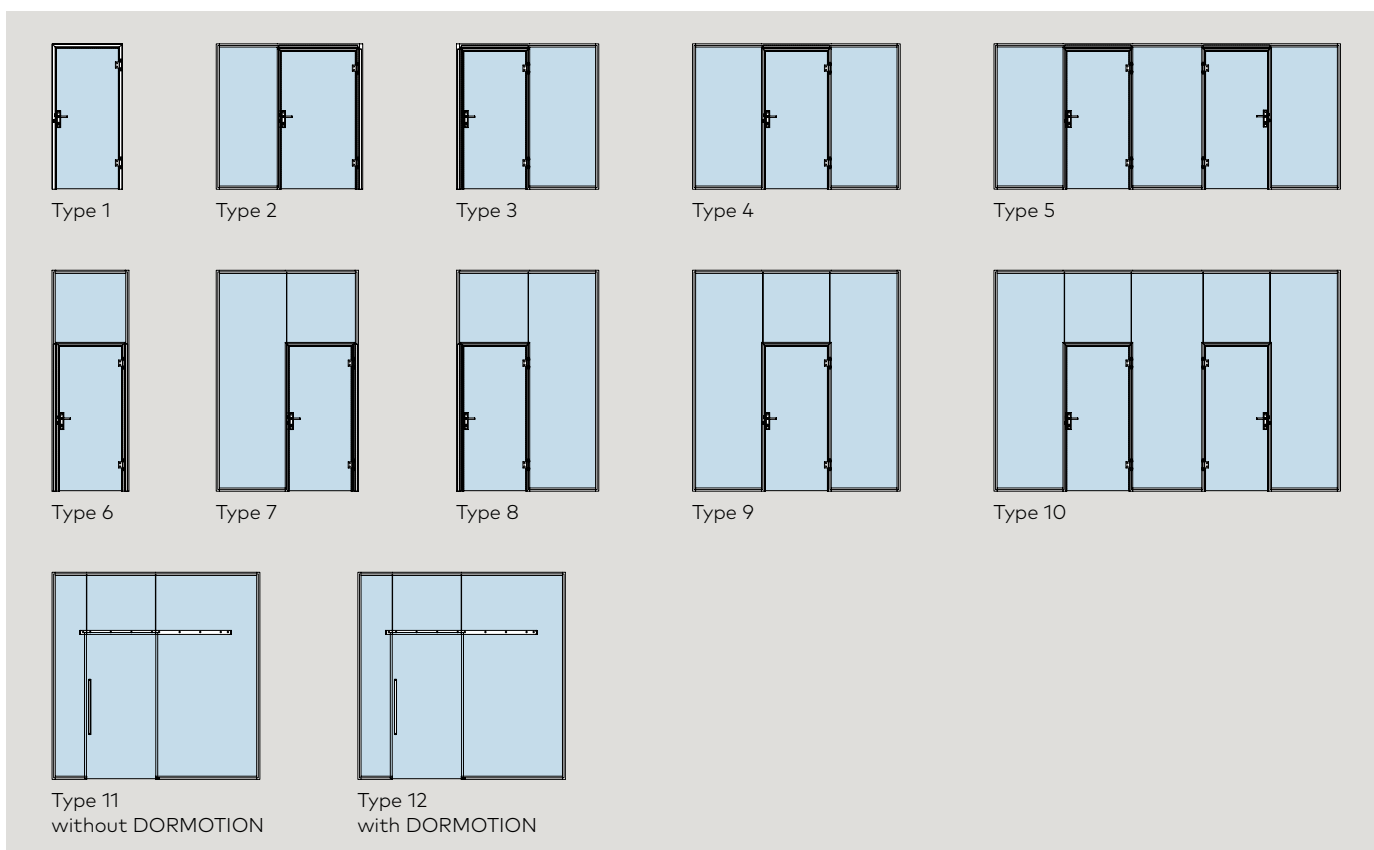 Type 1
Type 2
Type 3
Type 4
Type 5
Type 6
Type 7
Type 8
Type 9
Type 10
Type 11
without DORMOTION
Type 12
with DORMOTION